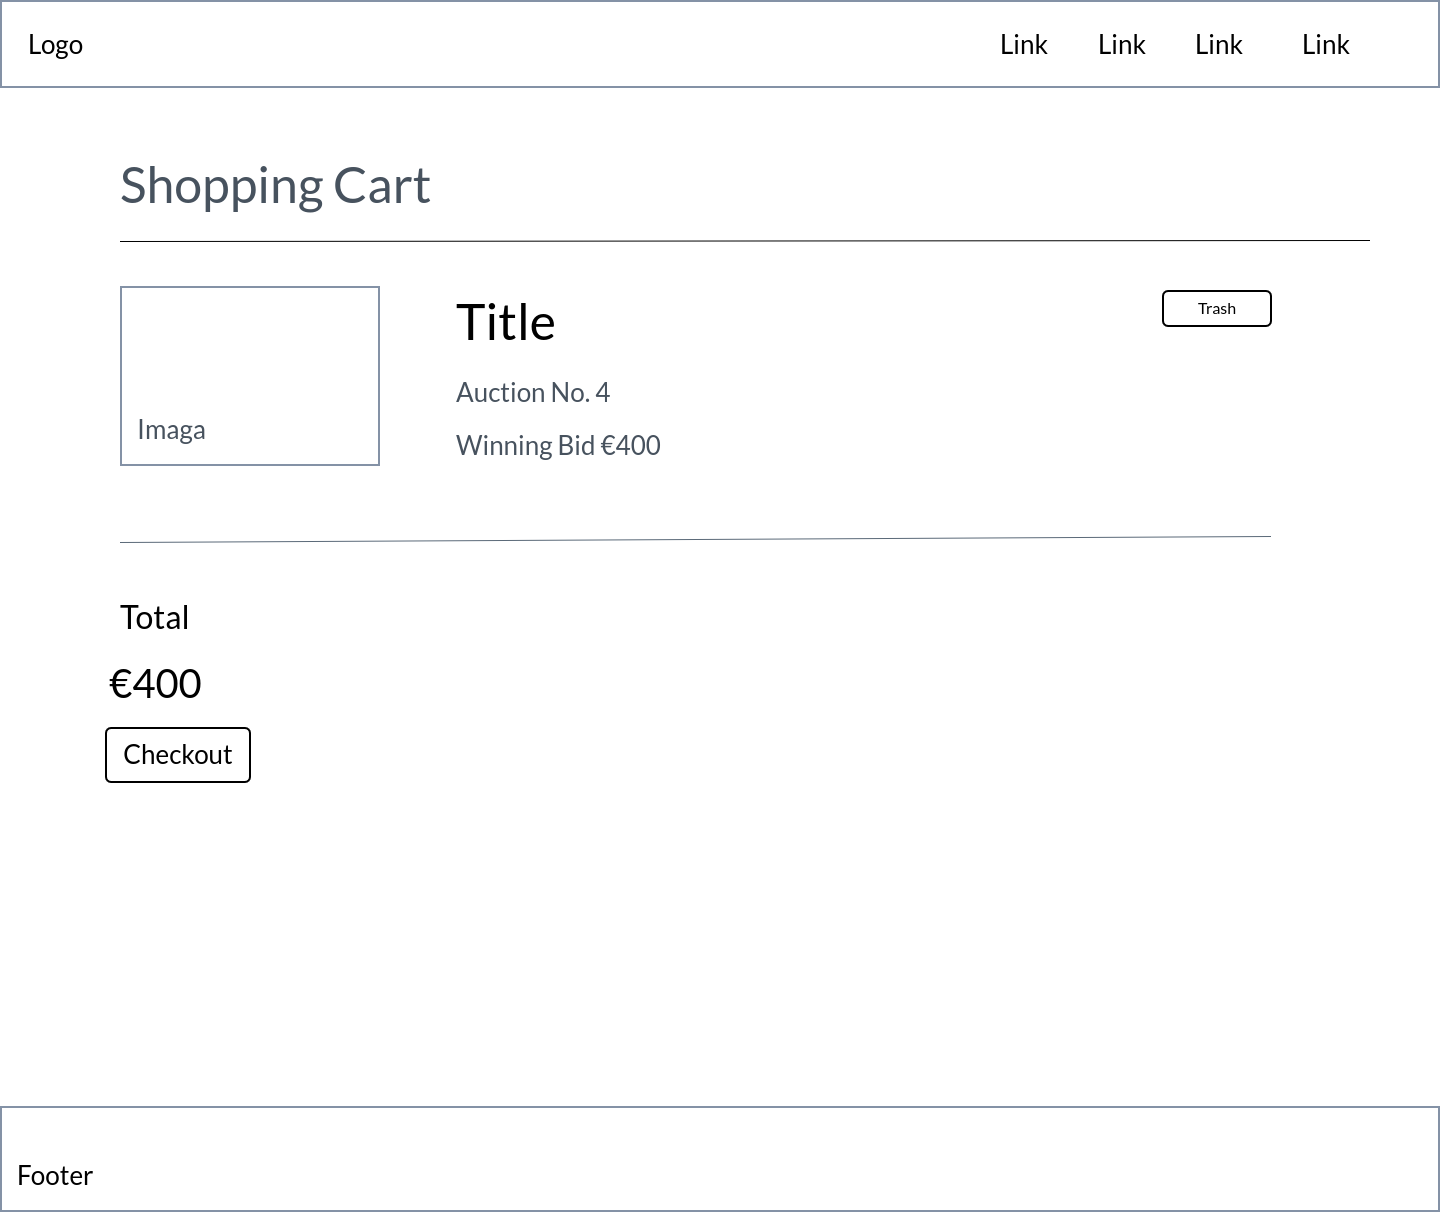 Logo
Link
Link
Link
Link
Shopping Cart
Imaga
Title
Auction No. 4
Winning Bid €400
Trash
Total
€400
Checkout
Footer